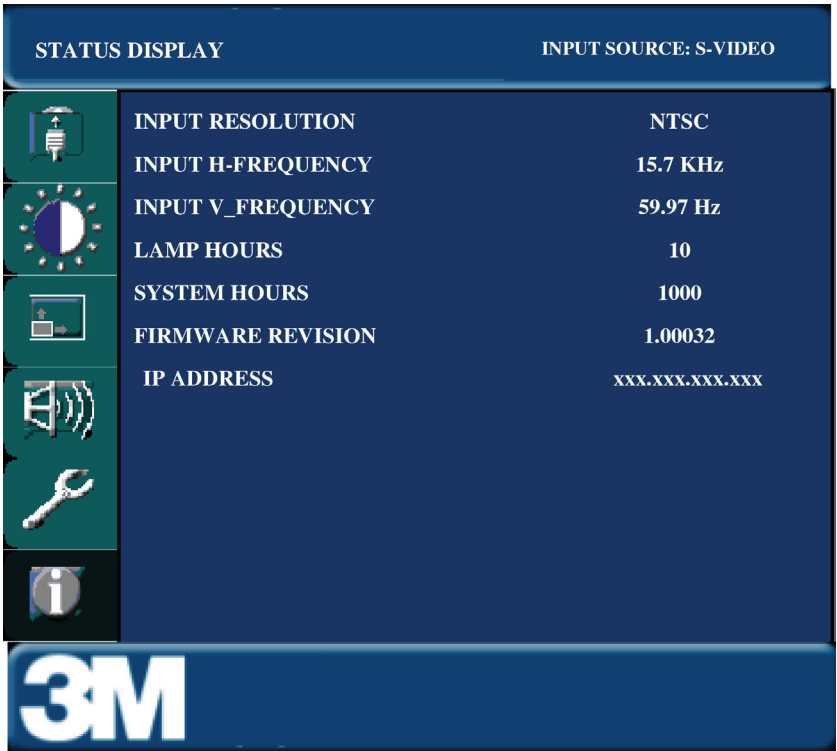 STATUS DISPLAY INPUT SOURCE: S-VIDEO
INPUT RESOLUTION NTSC
INPUT H-FREQUENCY 15.7 KHz
INPUT V_FREQUENCY 59.97 Hz
LAMP HOURS 10
SYSTEM HOURS 1000
FIRMWARE REVISION 1.00032
IP ADDRESS xxx.xxx.xxx.xxx
i
3M